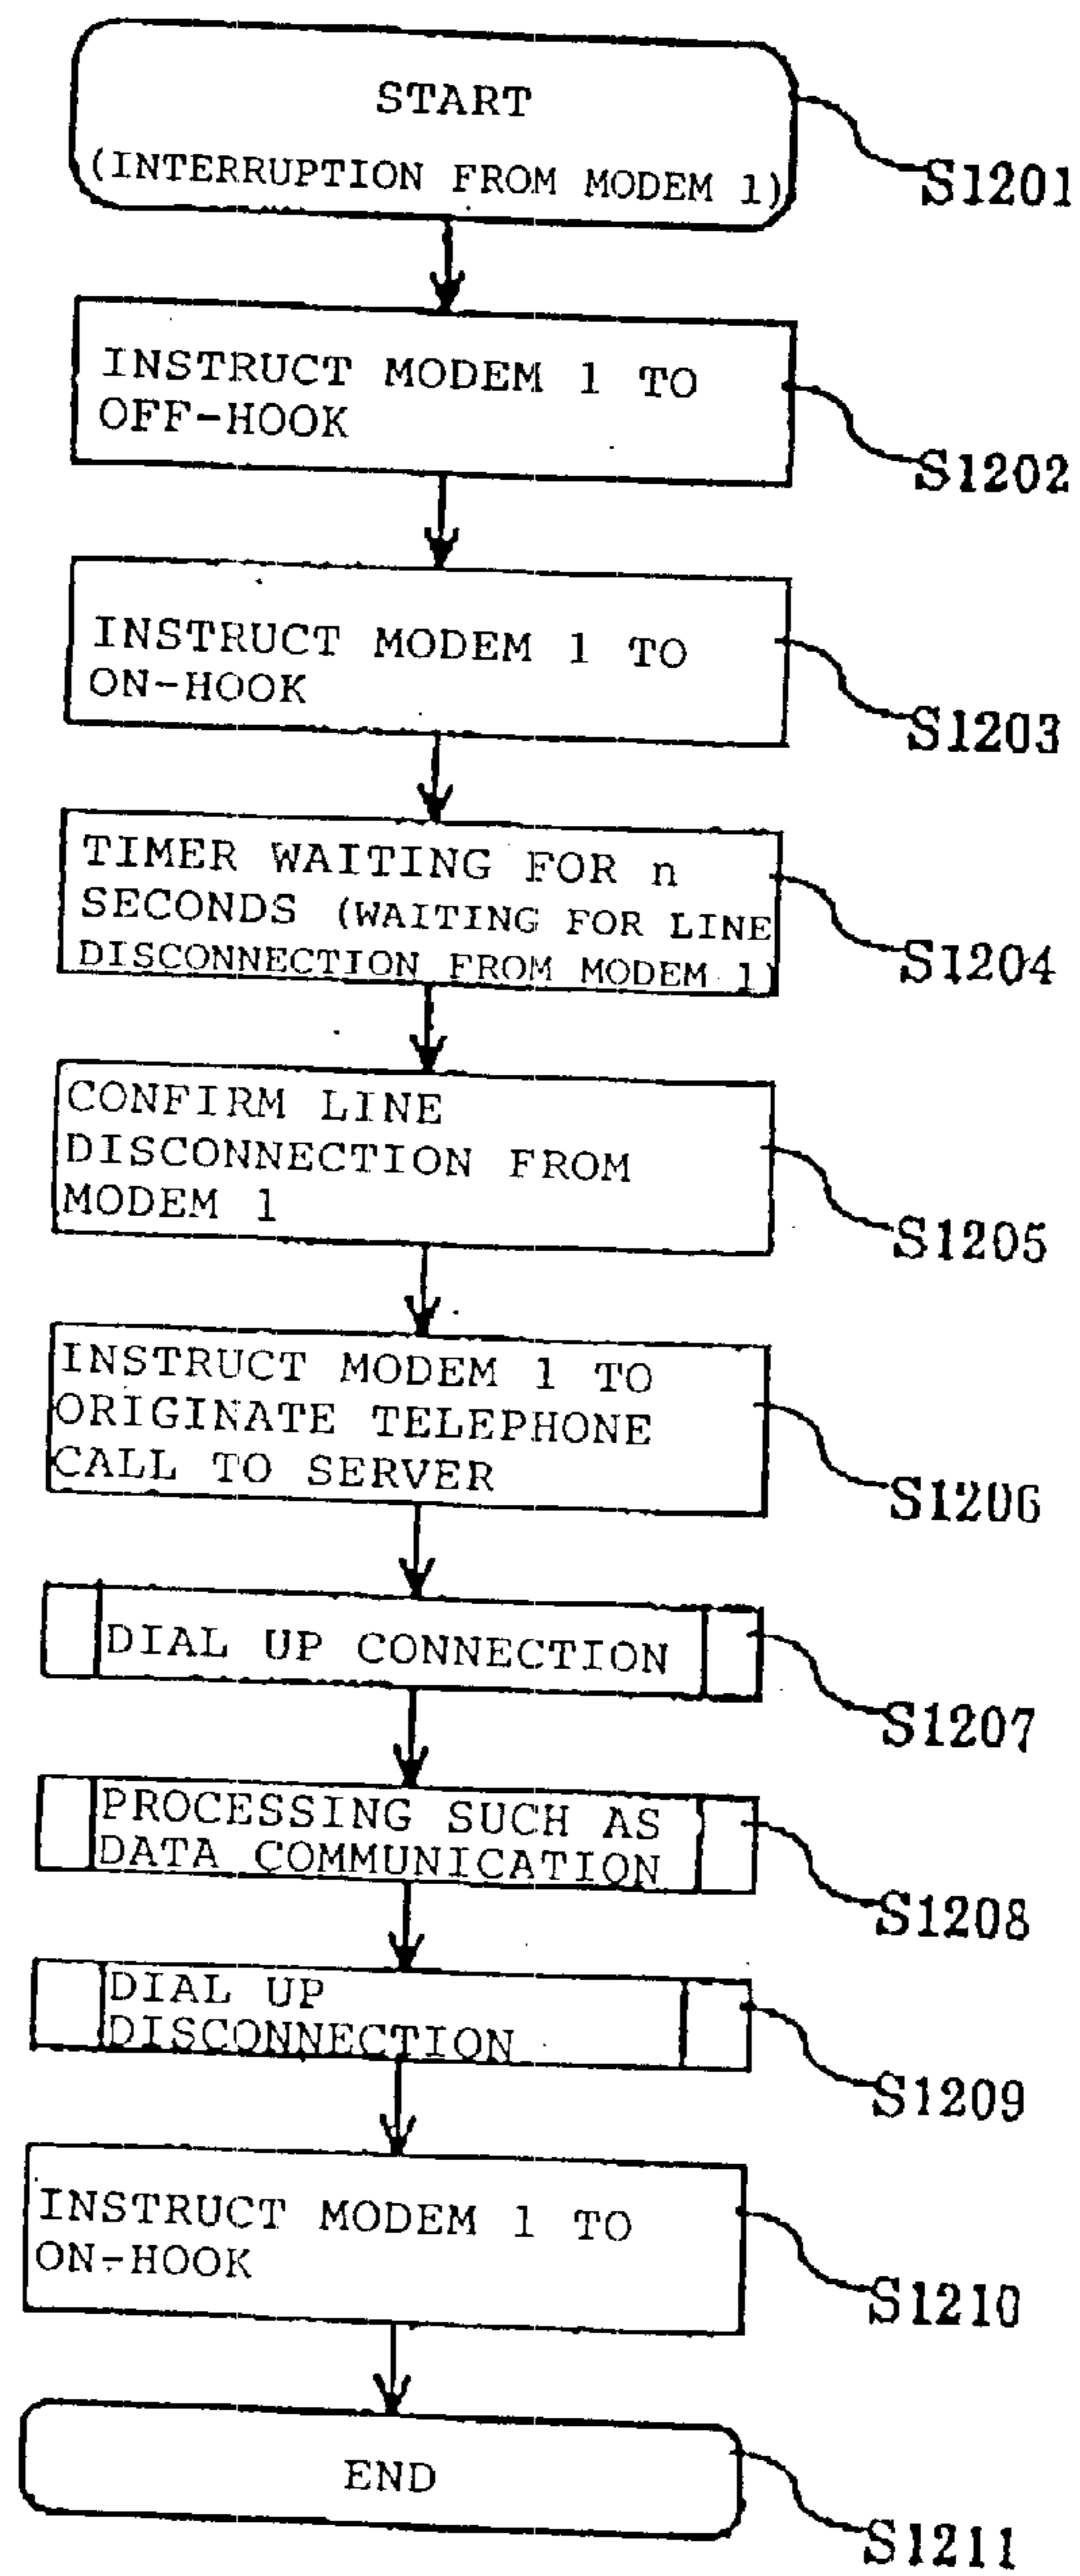 START
(INTERRUPTION FROM MODEM 1)
S1201
INSTRUCT MODEM 1 TO
OFF-HOOK
S1202
INSTRUCT MODEM 1 TO
ON-HOOK
S1203
TIMER WAITING FOR n
SECONDS (WAITING FOR LINE
DISCONNECTION FROM MODEM 1)
S1204
CONFIRM LINE
DISCONNECTION FROM
MODEM 1
S1205
INSTRUCT MODEM 1 TO
ORIGINATE TELEPHONE
CALL TO SERVER
S1206
DIAL UP CONNECTION
S1207
PROCESSING SUCH AS
DATA COMMUNICATION
S1208
DIAL UP
DISCONNECTION
S1209
INSTRUCT MODEM 1 TO
ON-HOOK
S1210
END
S1211